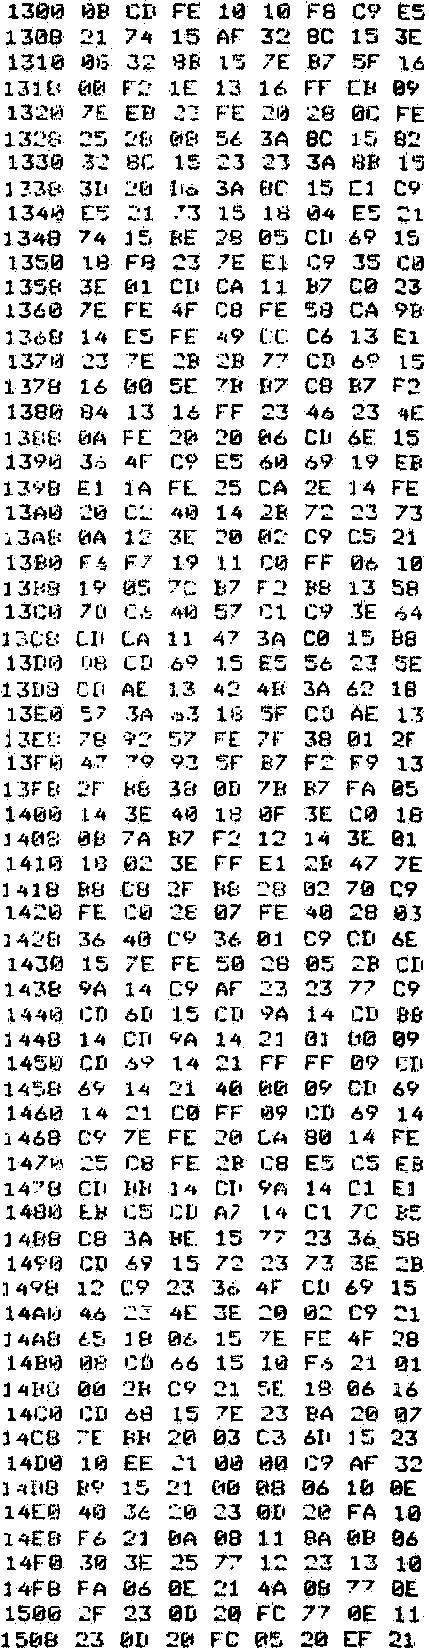 1300 0B CD FE 10 10 F8 C9 E5
1308 21 74 15 AF 32 8C 15 3E
1310 06 32 8B 15 7E B7 5F 16
1318 00 F2 1E 13 16 FF EB 09
1320 7E EB 23 FE 20 28 0C FE
1328 25 28 08 56 3A 8C 15 82
1330 32 8C 15 23 23 3A 8B 15
1338 3D 20 D6 3A 8C 15 E1 C9
1340 E5 21 73 15 18 04 E5 21
1348 74 15 BE 28 05 CD 69 15
1350 18 F8 23 7E E1 C9 35 C0
1358 3E 01 CD CA 11 B7 C0 23
1360 7E FE 4F C8 FE 58 CA 9B
1368 14 E5 FE 49 CC C6 13 E1
1370 23 7E 2B 2B 77 CD 69 15
1378 16 00 5E 7B B7 C8 B7 F2
1380 84 13 16 FF 23 46 23 4E
1388 0A FE 20 20 06 CD 6E 15
1390 36 4F C9 E5 60 69 19 EB
1398 E1 1A FE 25 CA 2E 14 FE
13A0 20 C2 40 14 2B 72 23 73
13A8 0A 12 3E 20 02 C9 C5 21
13B0 F6 F7 19 11 C0 FF 06 10
13B8 19 05 7C B7 F2 B8 13 58
13C0 7D C6 40 57 C1 C9 3E 64
13C8 CD CA 11 47 3A C0 15 B8
13D0 D8 CD 69 15 E5 56 23 5E
13D8 CD AE 13 42 4B 3A 62 18
13E0 57 3A 63 18 5F CD AE 13
13E8 78 92 57 FE 7F 38 01 2F
13F0 47 79 93 5F B7 F2 F9 13
13F8 2F B8 38 0D 7B B7 FA 05
1400 14 3E 40 18 0F 3E C0 18
1408 0B 7A B7 F2 12 14 3E 01
1410 18 02 3E FF E1 2B 47 7E
1418 B8 C8 2F B8 28 02 70 C9
1420 FE C0 28 07 FE 40 28 03
1428 36 40 C9 36 01 C9 CD 6E
1430 15 7E FE 50 28 05 2B CD
1438 9A 14 C9 AF 23 23 77 C9
1440 CD 6D 15 CD 9A 14 CD BB
1448 14 CD 9A 14 21 01 00 09
1450 CD 69 14 21 FF FF 09 CD
1458 69 14 21 40 00 09 CD 69
1460 14 21 C0 FF 09 CD 69 14
1468 C9 7E FE 20 CA 80 14 FE
1470 25 C8 FE 2B C8 E5 C5 EB
1478 CD BB 14 CD 9A 14 C1 E1
1480 EB C5 CD A7 14 C1 7C B5
1488 C8 3A BE 15 77 23 36 58
1490 CD 69 15 72 23 73 3E 2B
1498 12 C9 23 36 4F CD 69 15
14A0 46 23 4E 3E 20 02 C9 21
14A8 65 18 06 15 7E FE 4F 28
14B0 08 CD 66 15 10 F6 21 01
14B8 00 2B C9 21 5E 18 06 16
14C0 CD 68 15 7E 23 BA 20 07
14C8 7E BB 20 03 C3 6D 15 23
14D0 10 EE 21 00 00 C9 AF 32
14D8 B9 15 21 00 08 06 10 0E
14E0 40 36 20 23 0D 20 FA 10
14E8 F6 21 0A 08 11 8A 0B 06
14F0 30 3E 25 77 12 23 13 10
14F8 FA 06 0E 21 4A 08 77 0E
1500 2F 23 0D 20 FC 77 0E 11
1508 23 0D 20 FC 05 20 EF 21